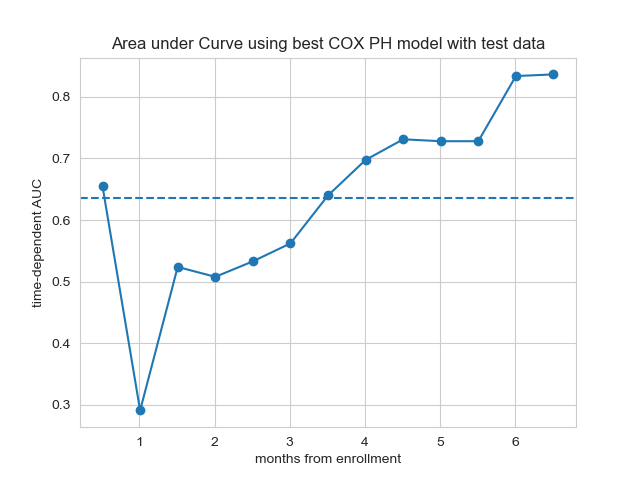 Area under Curve using best COX PH model with test data
time-dependent AUC
0.8
0.7
0.6
0.5
0.4
0.3
1 2 3 4 5 6
months from enrollment